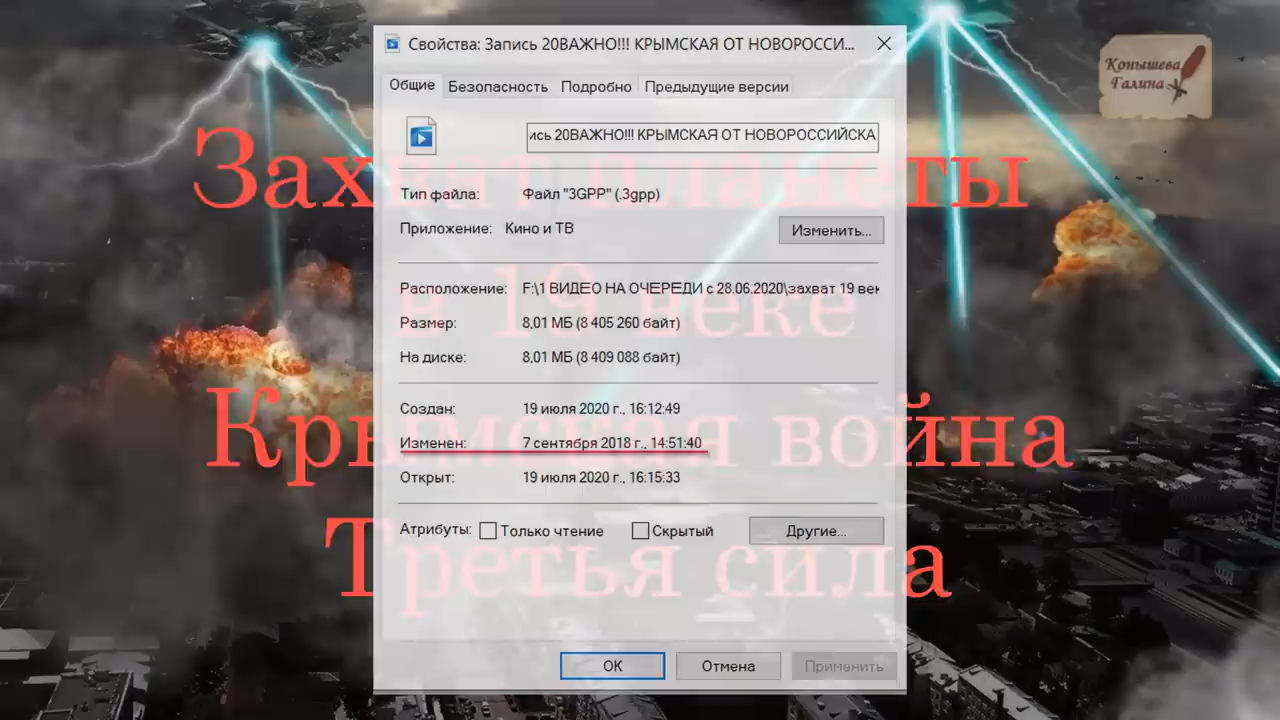 Свойства: Запись 20ВАЖНО!!! КРЫМСКАЯ ОТ НОВОРОССИ...
Общие Безопасность Подробно Предыдущие версии
Конышева
Галина
ись 20ВАЖНО!!! КРЫМСКАЯ ОТ НОВОРОССИЙСКА
Захват планеты
Тип файла: Файл "3GPP" (.3gpp)
Приложение: Кино и ТВ Изменить...
Расположение: F:\1 ВИДЕО НА ОЧЕРЕДИ с 28.06.2020\захват 19 век
в 19 веке
Размер: 8,01 МБ (8 405 260 байт)
На диске: 8,01 МБ (8 409 088 байт)
Создан: 19 июля 2020 г., 16:12:49
Крымская война
Изменен: 7 сентября 2018 г., 14:51:40
Открыт: 19 июля 2020 г., 16:15:33
Атрибуты: Только чтение Скрытый Другие...
Третья сила
OK Отмена Применить